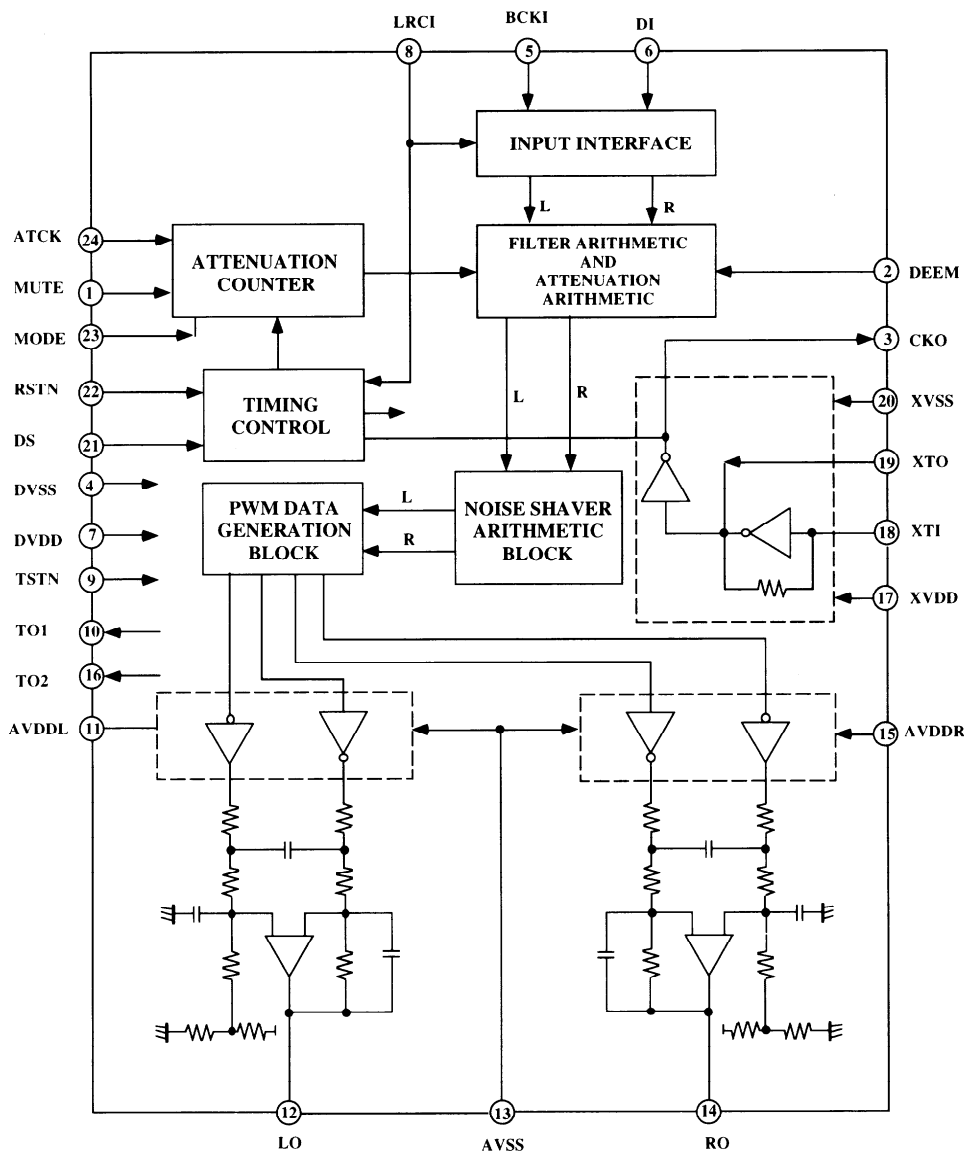 LRCI
BCKI
DI
8
5
6
INPUT INTERFACE
L
R
ATCK
24
ATTENUATION
COUNTER
FILTER ARITHMETIC
AND
ATTENUATION
ARITHMETIC
2
DEEM
MUTE
1
MODE
23
3
CKO
RSTN
22
TIMING
CONTROL
L
R
20
XVSS
DS
21
19
XTO
DVSS
4
PWM DATA
GENERATION
BLOCK
L
R
NOISE SHAVER
ARITHMETIC
BLOCK
18
XTI
DVDD
7
TSTN
9
17
XVDD
TO1
10
TO2
16
AVDDL
11
15
AVDDR
12
13
14
LO
AVSS
RO